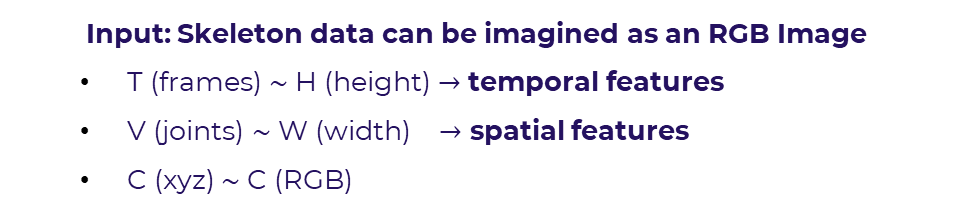 Input: Skeleton data can be imagined as an RGB Image
• T (frames) ~ H (height) → temporal features
• V (joints) ~ W (width) → spatial features
• C (xyz) ~ C (RGB)